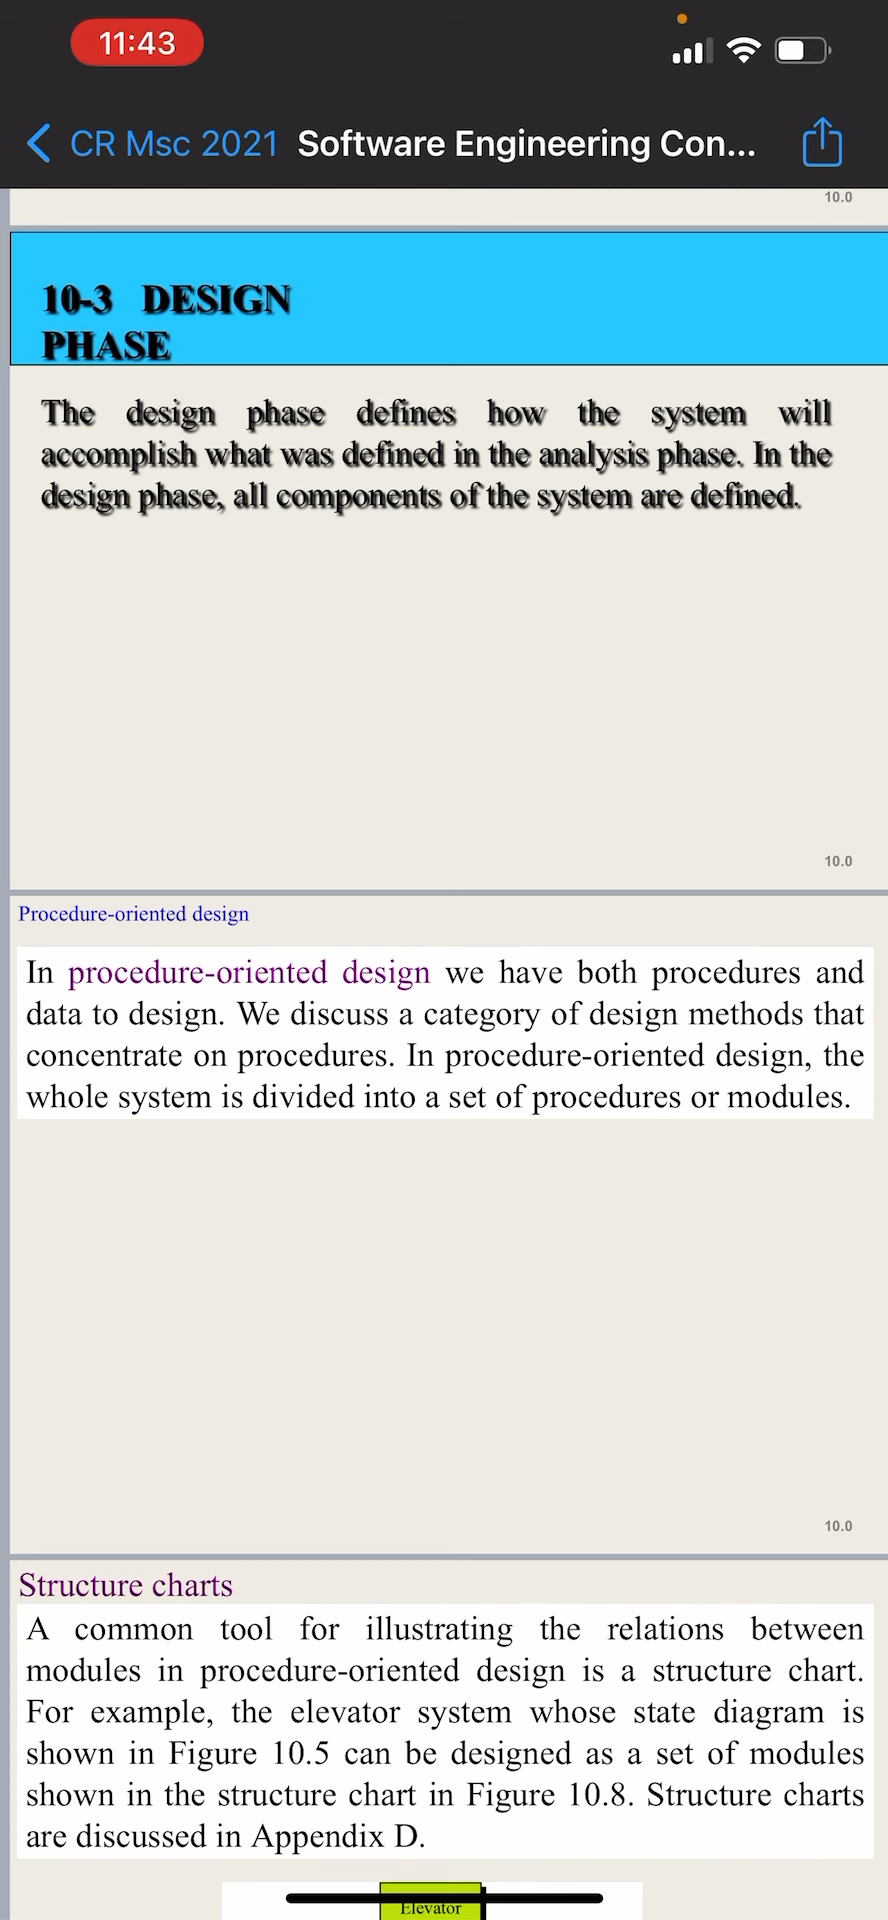 11:43
CR Msc 2021 Software Engineering Con...
10.0
10-3 DESIGN
PHASE
The design phase defines how the system will
accomplish what was defined in the analysis phase. In the
design phase, all components of the system are defined.
10.0
Procedure-oriented design
In procedure-oriented design we have both procedures and
data to design. We discuss a category of design methods that
concentrate on procedures. In procedure-oriented design, the
whole system is divided into a set of procedures or modules.
10.0
Structure charts
A common tool for illustrating the relations between
modules in procedure-oriented design is a structure chart.
For example, the elevator system whose state diagram is
shown in Figure 10.5 can be designed as a set of modules
shown in the structure chart in Figure 10.8. Structure charts
are discussed in Appendix D.
Elevator